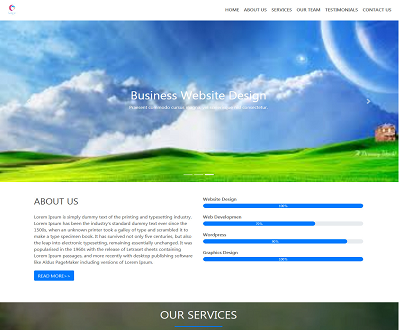 HOME ABOUT US SERVICES OUR TEAM TESTIMONIALS CONTACT US
Business Website Design
Praesent commodo cursus magna, vel scelerisque nisl consectetur
ABOUT US
Lorem Ipsum is simply dummy text of the printing and typesetting industry.
Lorem Ipsum has been the industry's standard dummy text ever since the
1500s, when an unknown printer took a galley of type and scrambled it to
make a type specimen book. It has survived not only five centuries, but also
the leap into electronic typesetting, remaining essentially unchanged. It was
popularised in the 1960s with the release of Letraset sheets containing
Lorem Ipsum passages, and more recently with desktop publishing software
like Aldus PageMaker including versions of Lorem Ipsum.
READ MORE>>
Website Design
100%
Web Developmen
70%
Wordpress
90%
Graphics Design
100%
OUR SERVICES